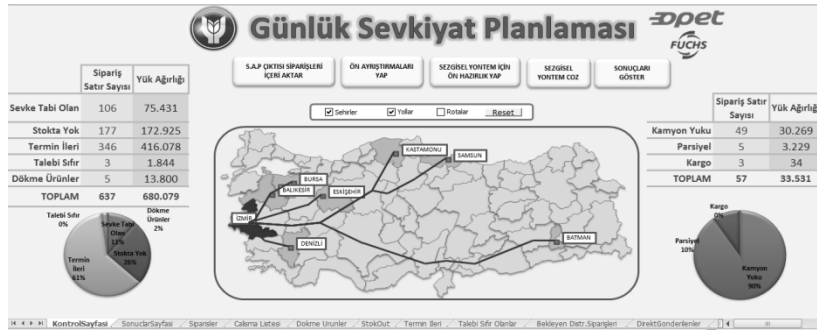 Günlük Sevkiyat Planlaması
opet
FUCHS
S.A.P ÇIKTISI SİPARİŞLERİ
İÇERİ AKTAR
ÖN AYRIŞTIRMALARI
YAP
SEZGİSEL YONTEM İÇİN
ÖN HAZIRLIK YAP
SEZGİSEL
YONTEM COZ
SONUÇLARI
GÖSTER
Sipariş
Satır Sayısı
Yük Ağırlığı
Sevke Tabi Olan 106 75.431
Stokta Yok 177 172.925
Termin İleri 346 416.078
Talebi Sıfır 3 1.844
Dökme Ürünler 5 13.800
TOPLAM 637 680.079
Talebi Sıfır
0%
Sevke Tabi
Olan
11%
Dökme
Ürünler
2%
Stokta Yok
26%
Termin
İleri
61%
Sehirler
Yollar
Rotalar
Reset
KASTAMONU
SAMSUN
BURSA
BALIKESİR
ESKİŞEHİR
İZMİR
DENİZLİ
BATMAN
Sipariş Satır
Sayısı
Yük Ağırlığı
Kamyon Yuku 49 30.269
Parsiyel 5 3.229
Kargo 3 34
TOPLAM 57 33.531
Kargo
0%
Parsiyel
10%
Kamyon
Yuku
90%
KontrolSayfasi
SonuclarSayfasi
Siparisler
Calisma Listesi
Dokme Urunler
StokOut
Termin Ileri
Talebi Sifir Olanlar
Bekleyen Distr.Siparişleri
DirektGonderilenler